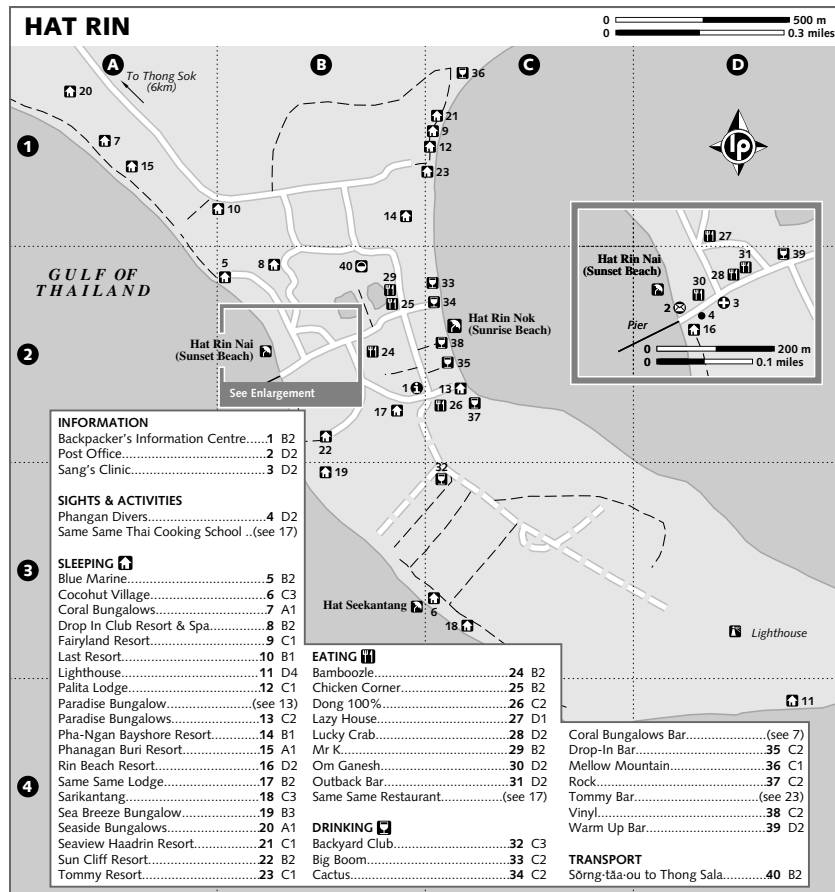 HAT RIN
0 500 m
0 0.3 miles
A
B
C
D
1
2
3
4
To Thong Sok
(6km)
20
7
15
10
36
21
9
12
23
14
5
8
40
29
25
33
34
38
35
24
1
13
17
26
37
22
19
32
6
18
11
GULF OF
THAILAND
Hat Rin Nai
(Sunset Beach)
See Enlargement
Hat Rin Nok
(Sunrise Beach)
Hat Seekantang
Lighthouse
lp
27
31
39
Hat Rin Nai
(Sunset Beach)
28
30
2
3
4
Pier
16
0 200 m
0 0.1 miles
INFORMATION
Backpacker's Information Centre.....1 B2
Post Office.....2 D2
Sang's Clinic.....3 D2
SIGHTS & ACTIVITIES
Phangan Divers.....4 D2
Same Same Thai Cooking School ..(see 17)
SLEEPING
Blue Marine.....5 B2
Cocohut Village.....6 C3
Coral Bungalows.....7 A1
Drop In Club Resort & Spa.....8 B2
Fairyland Resort.....9 C1
Last Resort.....10 B1
Lighthouse.....11 D4
Palita Lodge.....12 C1
Paradise Bungalow.....(see 13)
Paradise Bungalows.....13 C2
Pha-Ngan Bayshore Resort.....14 B1
Phanagan Buri Resort.....15 A1
Rin Beach Resort.....16 D2
Same Same Lodge.....17 B2
Sarikantang.....18 C3
Sea Breeze Bungalow.....19 B3
Seaside Bungalows.....20 A1
Seaview Haadrin Resort.....21 C1
Sun Cliff Resort.....22 B2
Tommy Resort.....23 C1
EATING
Bamboozle.....24 B2
Chicken Corner.....25 B2
Dong 100%.....26 C2
Lazy House.....27 D1
Lucky Crab.....28 D2
Mr K.....29 B2
Om Ganesh.....30 D2
Outback Bar.....31 D2
Same Same Restaurant.....(see 17)
DRINKING
Backyard Club.....32 C3
Big Boom.....33 C2
Cactus.....34 C2
Coral Bungalows Bar.....(see 7)
Drop-In Bar.....35 C2
Mellow Mountain.....36 C1
Rock.....37 C2
Tommy Bar.....(see 23)
Vinyl.....38 C2
Warm Up Bar.....39 D2
TRANSPORT
Sŏrng·tăa·ou to Thong Sala.....40 B2